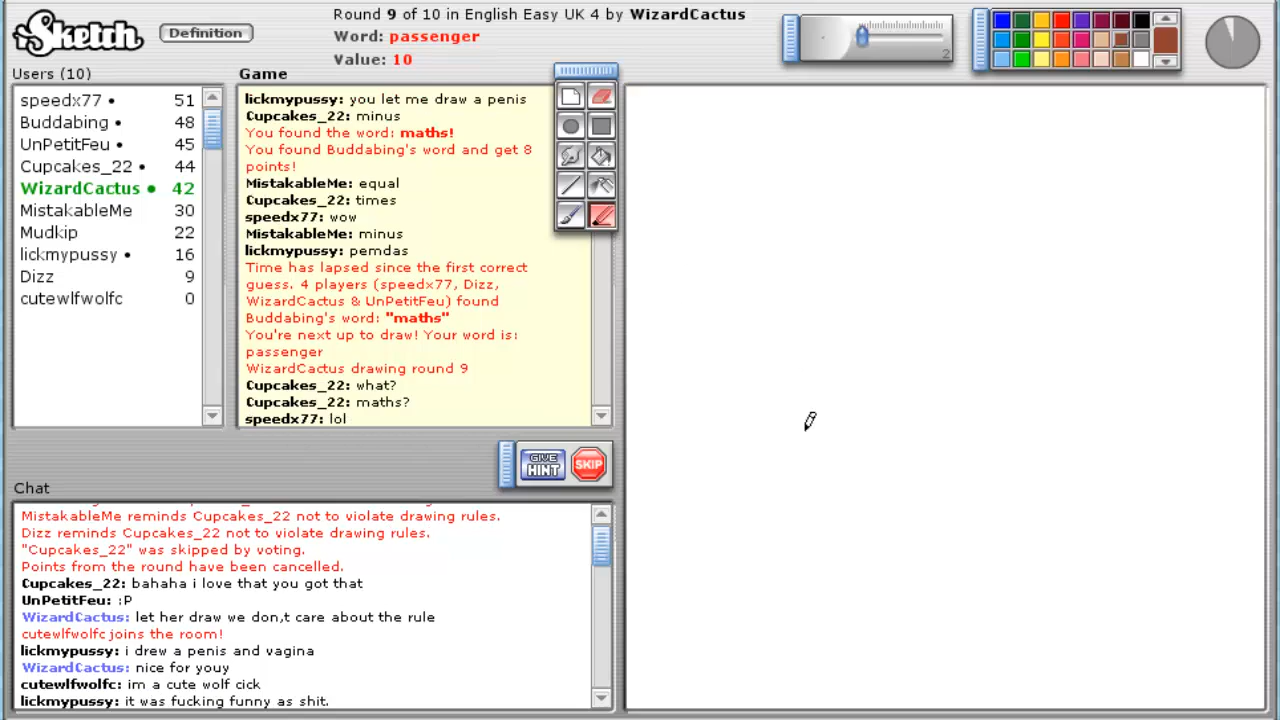 iSketch
Definition
Round 9 of 10 in English Easy UK 4 by WizardCactus
Word: passenger
Value: 10
2
Users (10)
speedx77 • 51
Buddabing • 48
UnPetitFeu • 45
Cupcakes_22 • 44
WizardCactus • 42
MistakableMe 30
Mudkip 22
lickmypussy • 16
Dizz 9
cutewlfwolfc 0
Game
lickmypussy: you let me draw a penis
Cupcakes_22: minus
You found the word: maths!
You found Buddabing's word and get 8
points!
MistakableMe: equal
Cupcakes_22: times
speedx77: wow
MistakableMe: minus
lickmypussy: pemdas
Time has lapsed since the first correct
guess. 4 players (speedx77, Dizz,
WizardCactus & UnPetitFeu) found
Buddabing's word: "maths"
You're next up to draw! Your word is:
passenger
WizardCactus drawing round 9
Cupcakes_22: what?
Cupcakes_22: maths?
speedx77: lol
GIVE
HINT
SKIP
Chat
MistakableMe reminds Cupcakes_22 not to violate drawing rules.
Dizz reminds Cupcakes_22 not to violate drawing rules.
"Cupcakes_22" was skipped by voting.
Points from the round have been cancelled.
Cupcakes_22: bahaha i love that you got that
UnPetitFeu: :P
WizardCactus: let her draw we don,t care about the rule
cutewlfwolfc joins the room!
lickmypussy: i drew a penis and vagina
WizardCactus: nice for youy
cutewlfwolfc: im a cute wolf cick
lickmypussy: it was fucking funny as shit.